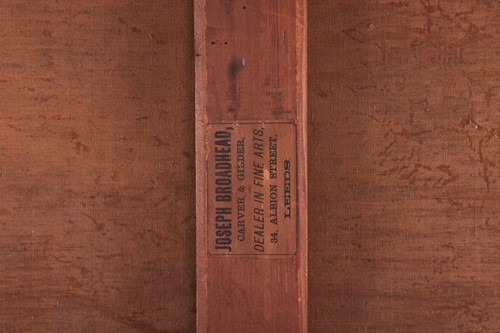 JOSEPH BROADHEAD,
CARVER & GILDER,
DEALER IN FINE ARTS,
34, ALBION STREET,
LEEDS.